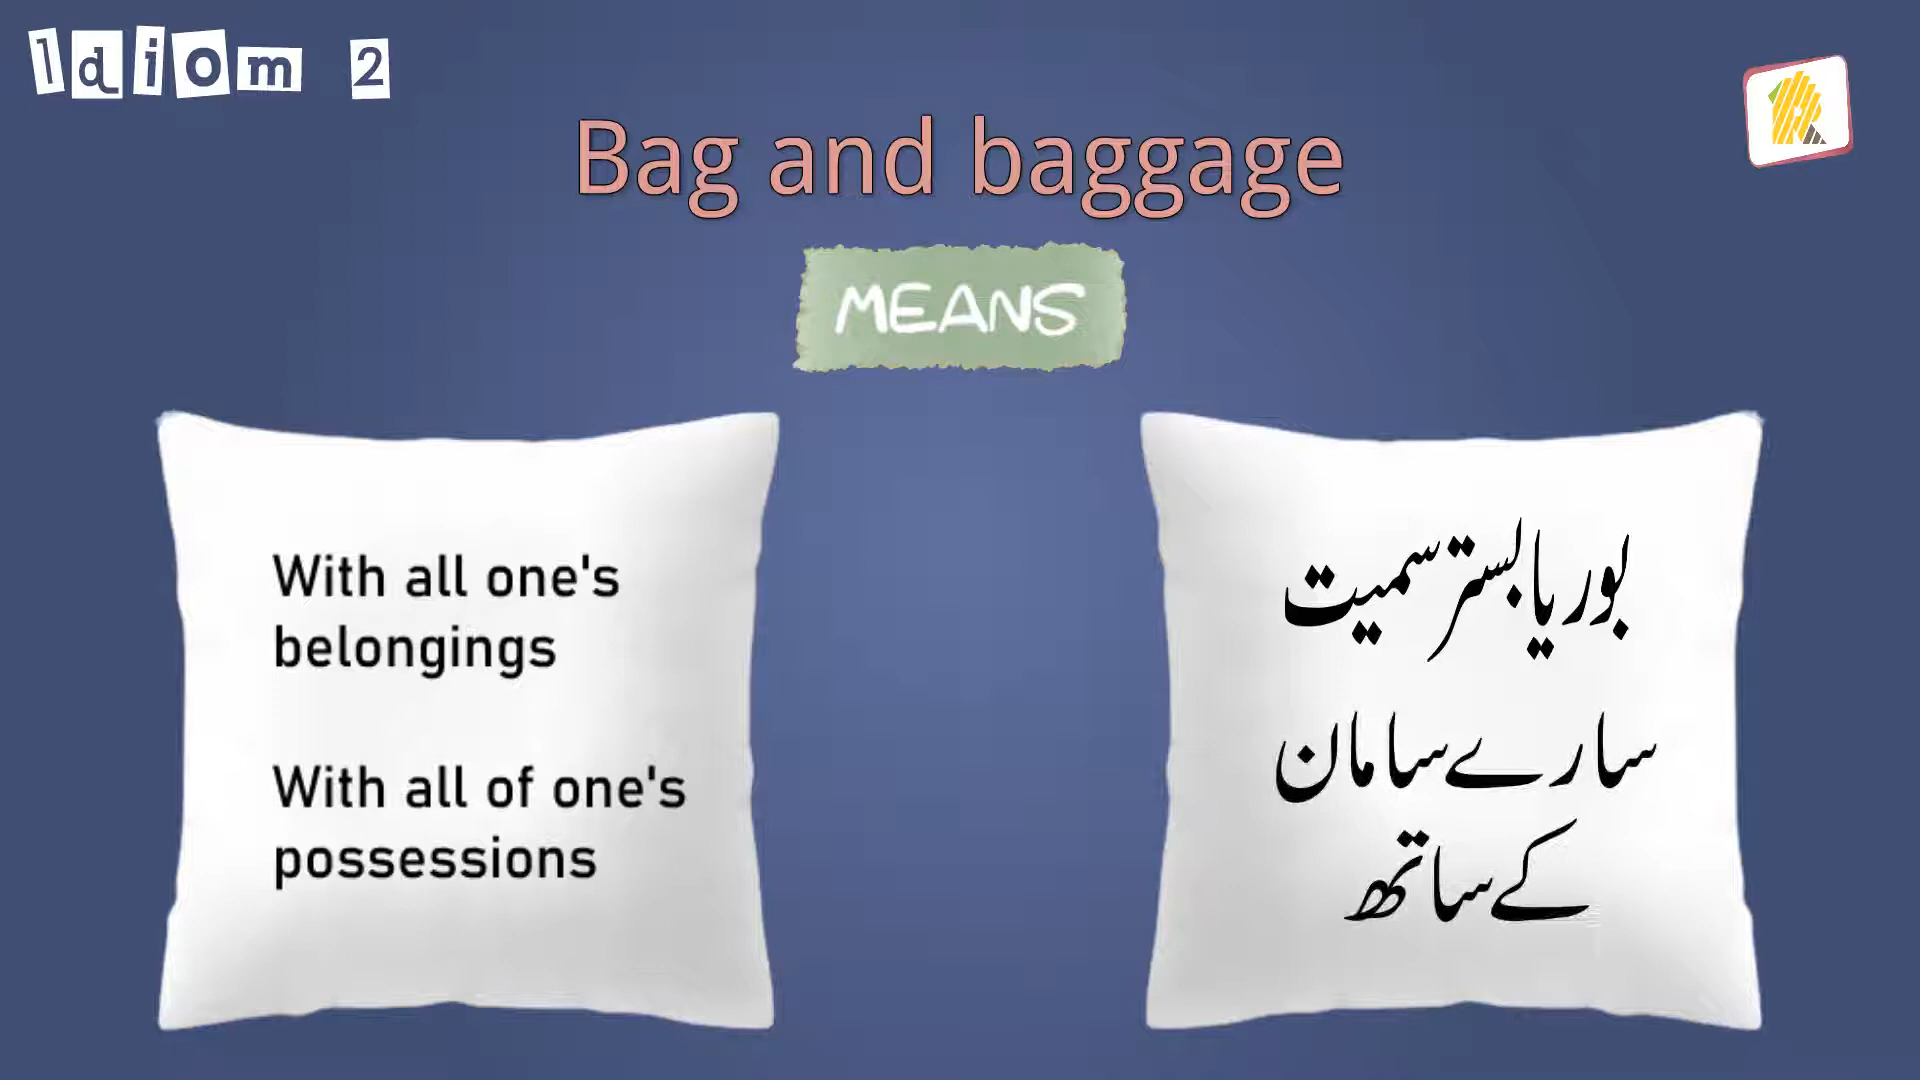 Idiom 2
Bag and baggage
MEANS
With all one's
belongings
With all of one's
possessions
بوریا بستر سمیت
سارے سامان
کے ساتھ